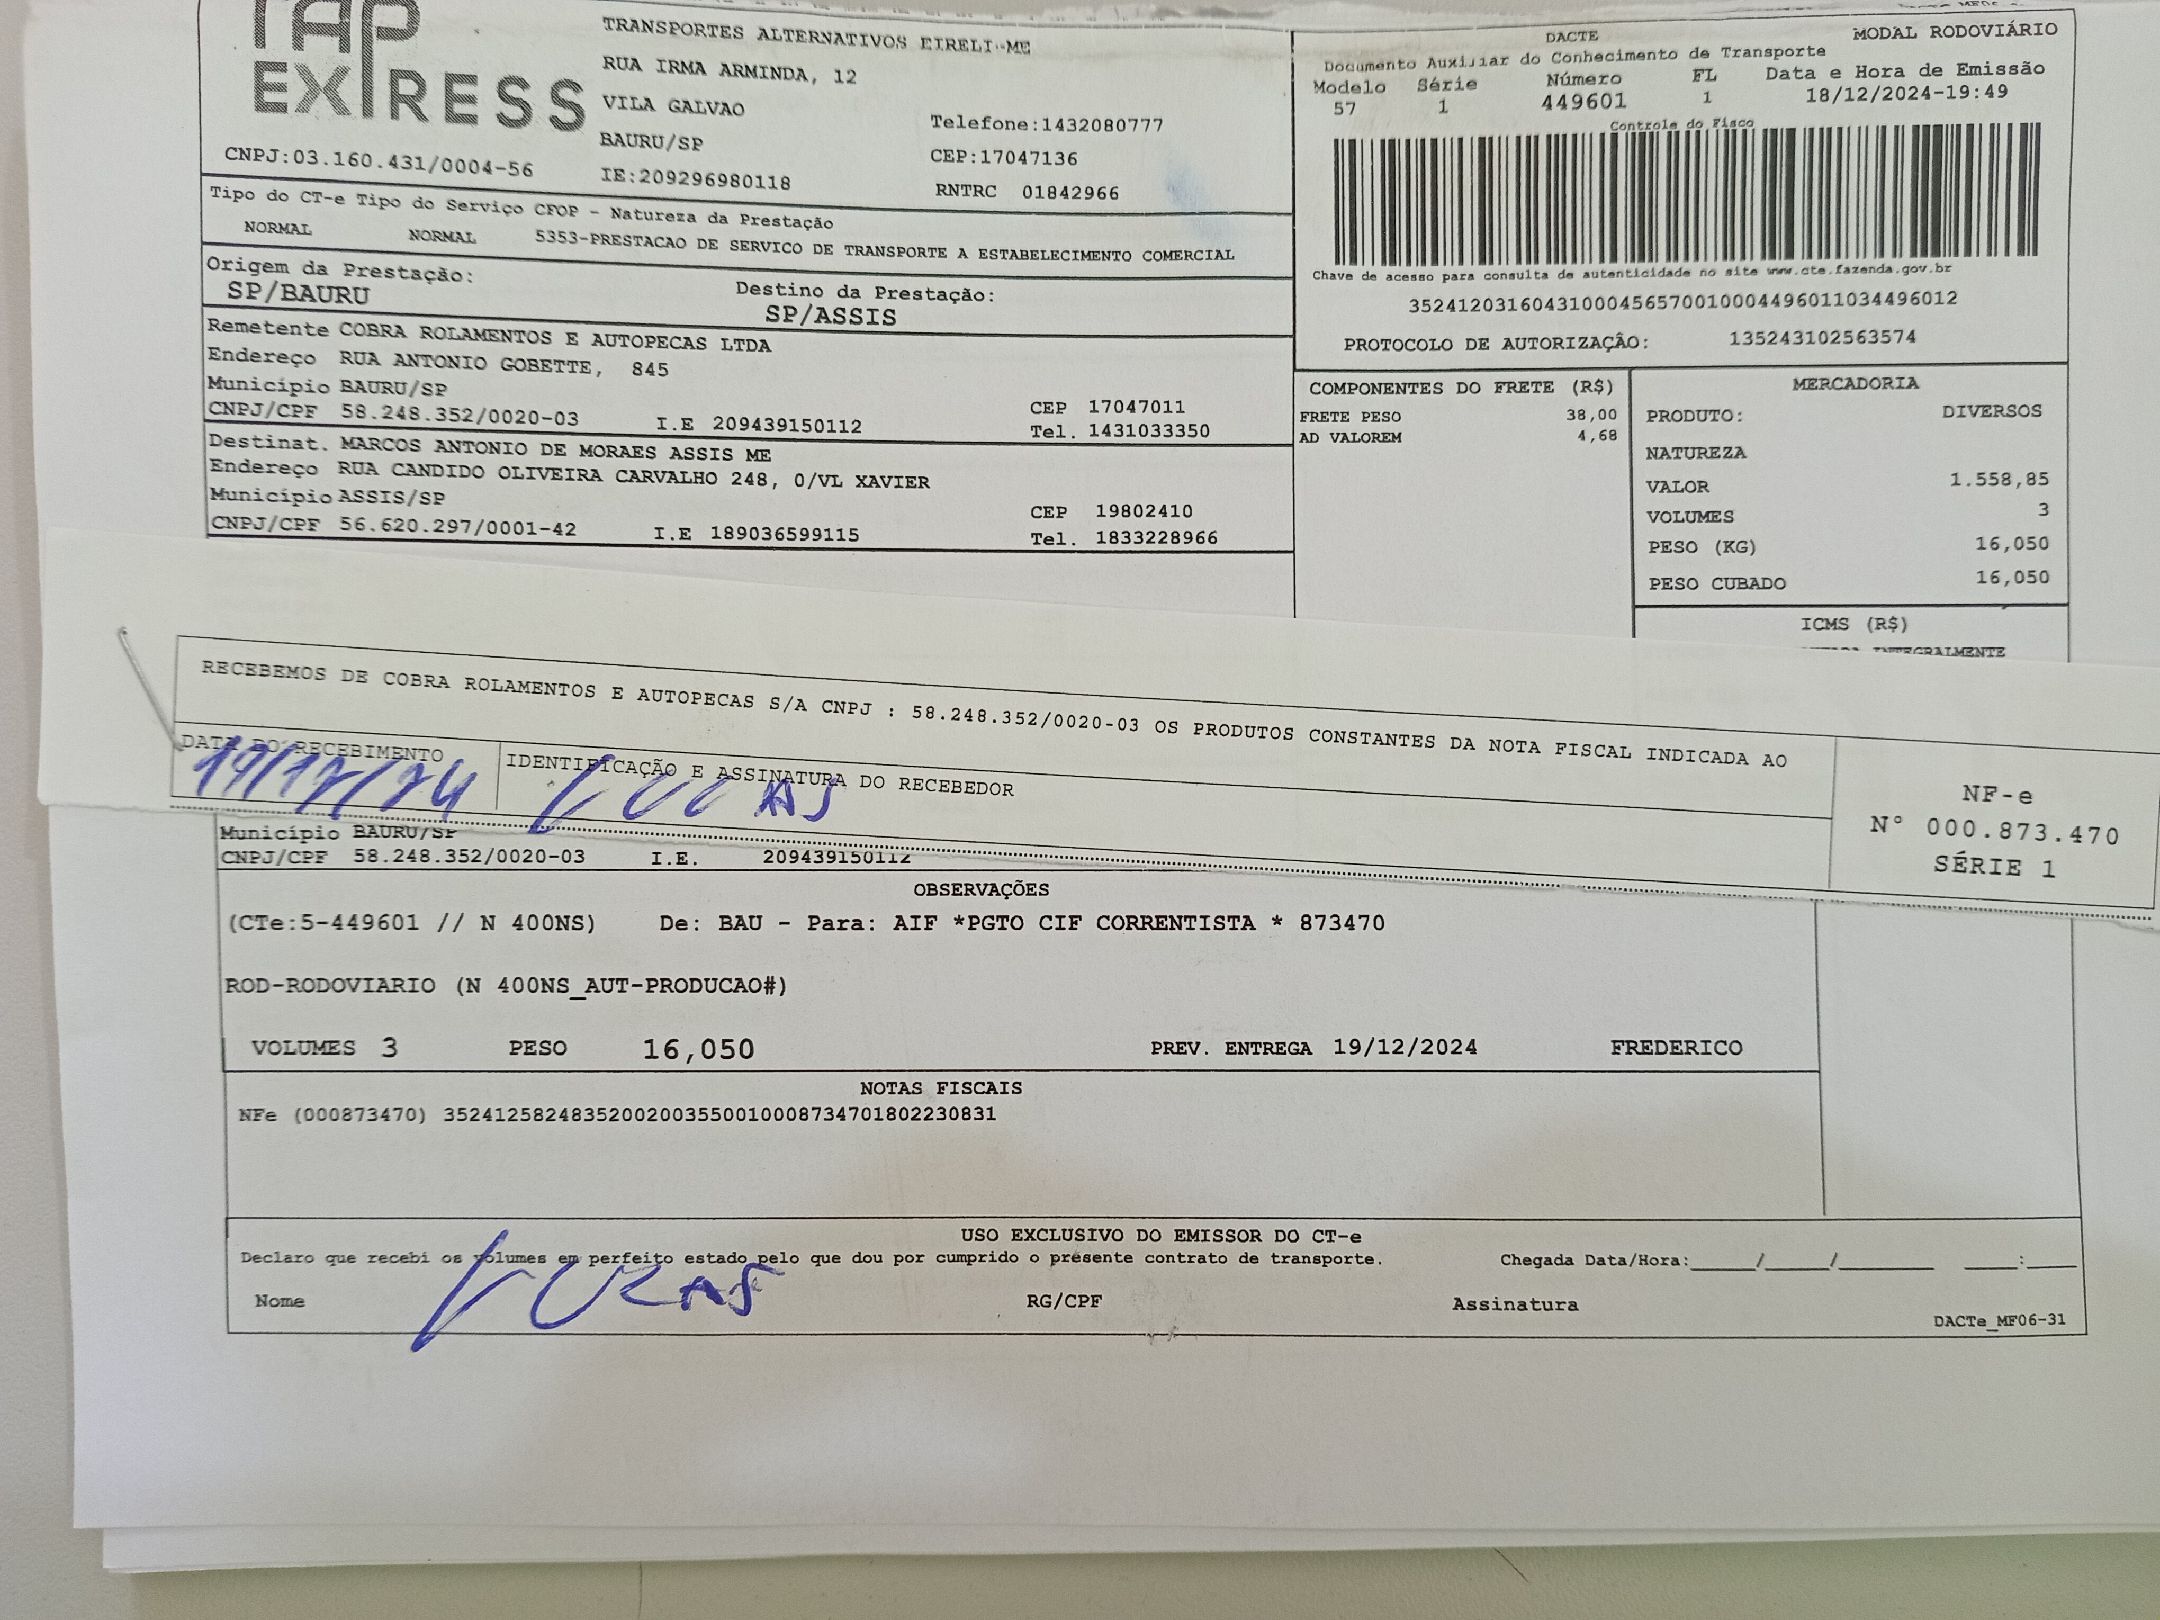 TAP
EXPRESS
CNPJ:03.160.431/0004-56
TRANSPORTES ALTERNATIVOS EIRELI-ME
RUA IRMA ARMINDA, 12
VILA GALVAO
BAURU/SP
IE:209296980118
Telefone:1432080777
CEP:17047136
RNTRC 01842966
DACTE
MODAL RODOVIÁRIO
Documento Auxiliar do Conhecimento de Transporte
Modelo Série Número FL Data e Hora de Emissão
57 1 449601 1 18/12/2024-19:49
Controle do Fisco
Chave de acesso para consulta de autenticidade no site www.cte.fazenda.gov.br
35241203160431000456570010004496011034496012
PROTOCOLO DE AUTORIZAÇÃO: 135243102563574
Tipo do CT-e Tipo do Serviço CFOP - Natureza da Prestação
NORMAL NORMAL 5353-PRESTACAO DE SERVICO DE TRANSPORTE A ESTABELECIMENTO COMERCIAL
Origem da Prestação:
SP/BAURU
Destino da Prestação:
SP/ASSIS
Remetente COBRA ROLAMENTOS E AUTOPECAS LTDA
Endereço RUA ANTONIO GOBETTE, 845
Município BAURU/SP
CEP 17047011
CNPJ/CPF 58.248.352/0020-03 I.E 209439150112 Tel. 1431033350
Destinat. MARCOS ANTONIO DE MORAES ASSIS ME
Endereço RUA CANDIDO OLIVEIRA CARVALHO 248, 0/VL XAVIER
Município ASSIS/SP
CEP 19802410
CNPJ/CPF 56.620.297/0001-42 I.E 189036599115 Tel. 1833228966
COMPONENTES DO FRETE (R$)
FRETE PESO 38,00
AD VALOREM 4,68
MERCADORIA
PRODUTO: DIVERSOS
NATUREZA
VALOR 1.558,85
VOLUMES 3
PESO (KG) 16,050
PESO CUBADO 16,050
ICMS (R$)
INTEGRALMENTE
RECEBEMOS DE COBRA ROLAMENTOS E AUTOPECAS S/A CNPJ : 58.248.352/0020-03 OS PRODUTOS CONSTANTES DA NOTA FISCAL INDICADA AO
DATA DO RECEBIMENTO
19/12/24
IDENTIFICAÇÃO E ASSINATURA DO RECEBEDOR
NF-e
N° 000.873.470
SÉRIE 1
Município BAURU/SP
CNPJ/CPF 58.248.352/0020-03 I.E. 209439150112
OBSERVAÇÕES
(CTe:5-449601 // N 400NS) De: BAU - Para: AIF *PGTO CIF CORRENTISTA * 873470
ROD-RODOVIARIO (N 400NS_AUT-PRODUCAO#)
VOLUMES 3 PESO 16,050 PREV. ENTREGA 19/12/2024 FREDERICO
NOTAS FISCAIS
NFe (000873470) 35241258248352002003550010008734701802230831
USO EXCLUSIVO DO EMISSOR DO CT-e
Declaro que recebi os volumes em perfeito estado pelo que dou por cumprido o présente contrato de transporte. Chegada Data/Hora:_____/_____/________ ____:____
Nome RG/CPF Assinatura
DACTe_MF06-31